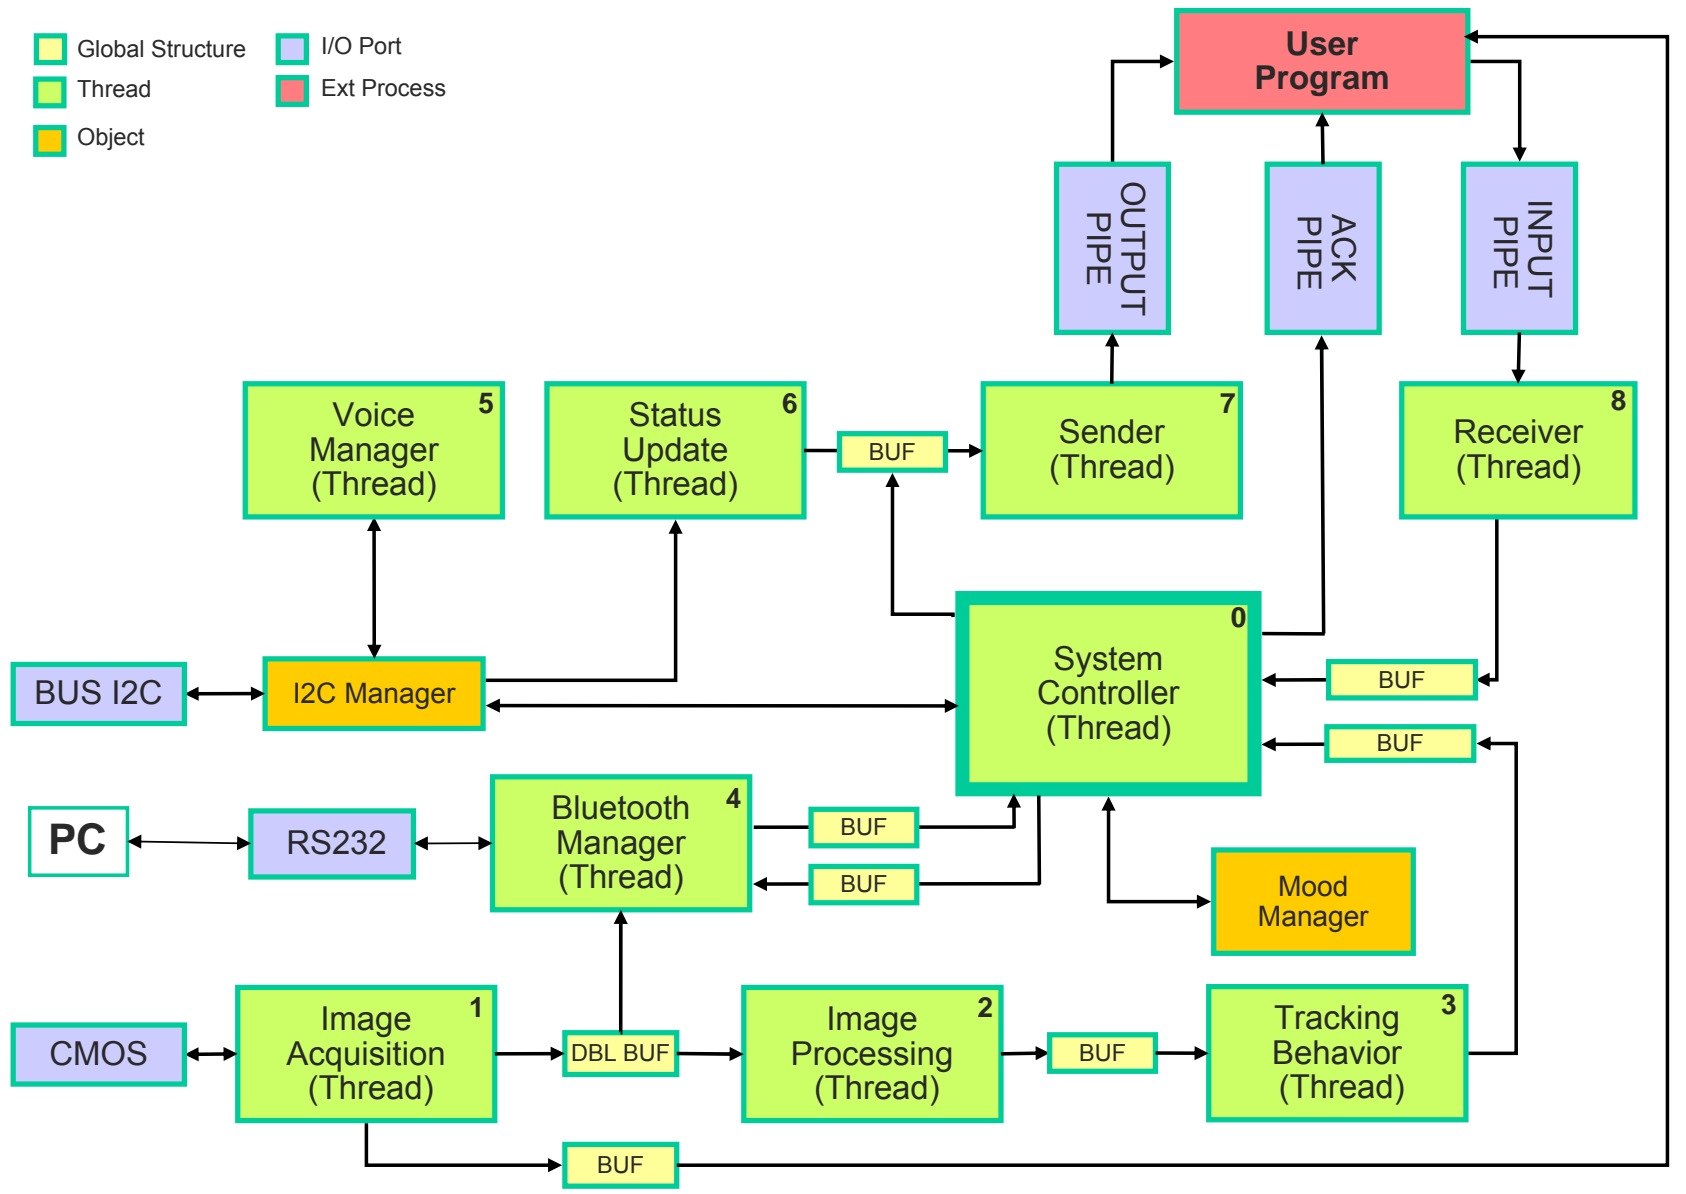 Global Structure
I/O Port
Thread
Ext Process
Object
User
Program
OUTPUT
PIPE
ACK
PIPE
INPUT
PIPE
5
Voice
Manager
(Thread)
6
Status
Update
(Thread)
BUF
7
Sender
(Thread)
8
Receiver
(Thread)
0
System
Controller
(Thread)
BUS I2C
I2C Manager
BUF
BUF
PC
RS232
4
Bluetooth
Manager
(Thread)
BUF
BUF
Mood
Manager
CMOS
1
Image
Acquisition
(Thread)
DBL BUF
2
Image
Processing
(Thread)
BUF
3
Tracking
Behavior
(Thread)
BUF